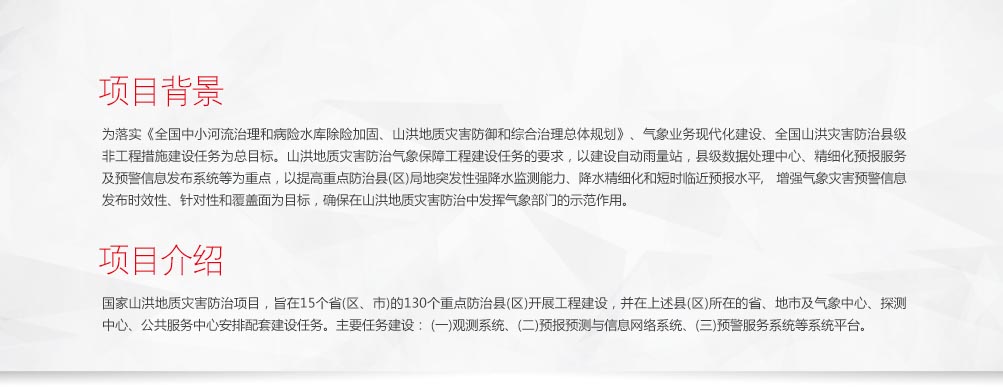 项目背景
为落实《全国中小河流治理和病险水库除险加固、山洪地质灾害防御和综合治理总体规划》、气象业务现代化建设、全国山洪灾害防治县级
非工程措施建设任务为总目标。山洪地质灾害防治气象保障工程建设任务的要求，以建设自动雨量站，县级数据处理中心、精细化预报服务
及预警信息发布系统等为重点，以提高重点防治县(区)局地突发性强降水监测能力、降水精细化和短时临近预报水平, 增强气象灾害预警信息
发布时效性、针对性和覆盖面为目标，确保在山洪地质灾害防治中发挥气象部门的示范作用。
项目介绍
国家山洪地质灾害防治项目，旨在15个省(区、市)的130个重点防治县(区)开展工程建设，并在上述县(区)所在的省、地市及气象中心、探测
中心、公共服务中心安排配套建设任务。主要任务建设： (一)观测系统、(二)预报预测与信息网络系统、(三)预警服务系统等系统平台。